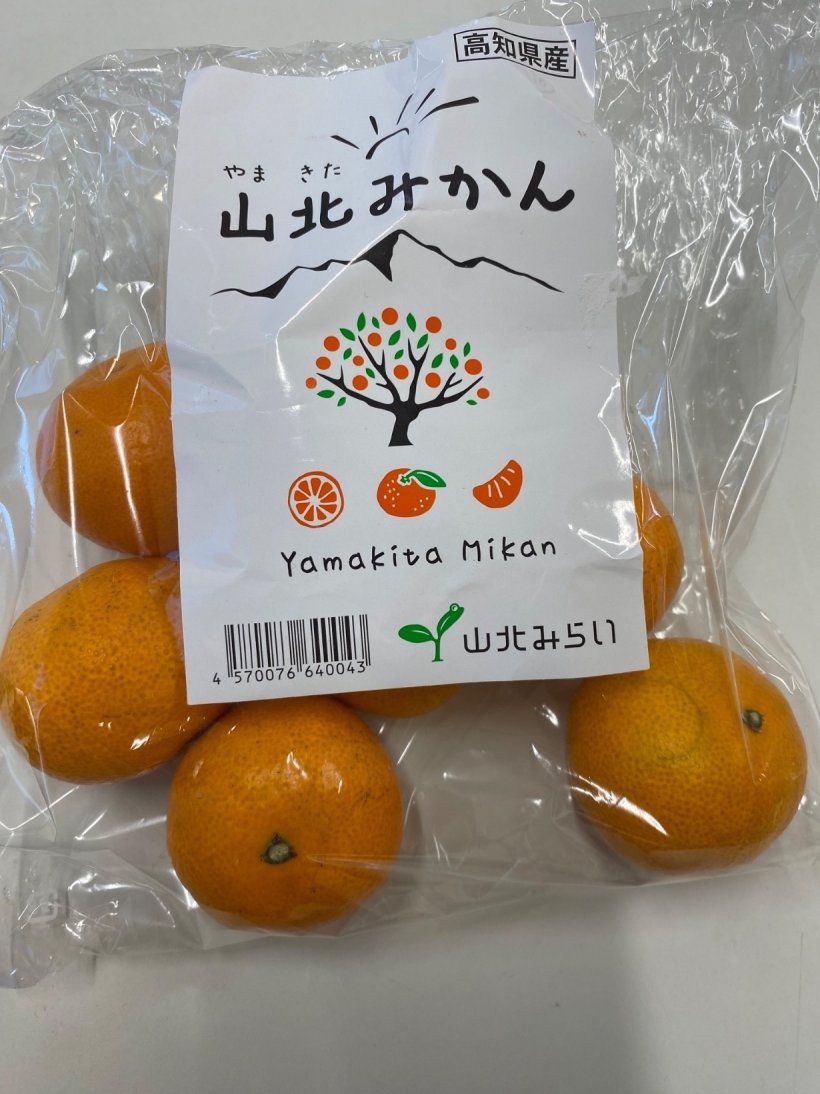 高知県産
やま きた
山北みかん
Yamakita Mikan
4 570076 640043
山北みらい